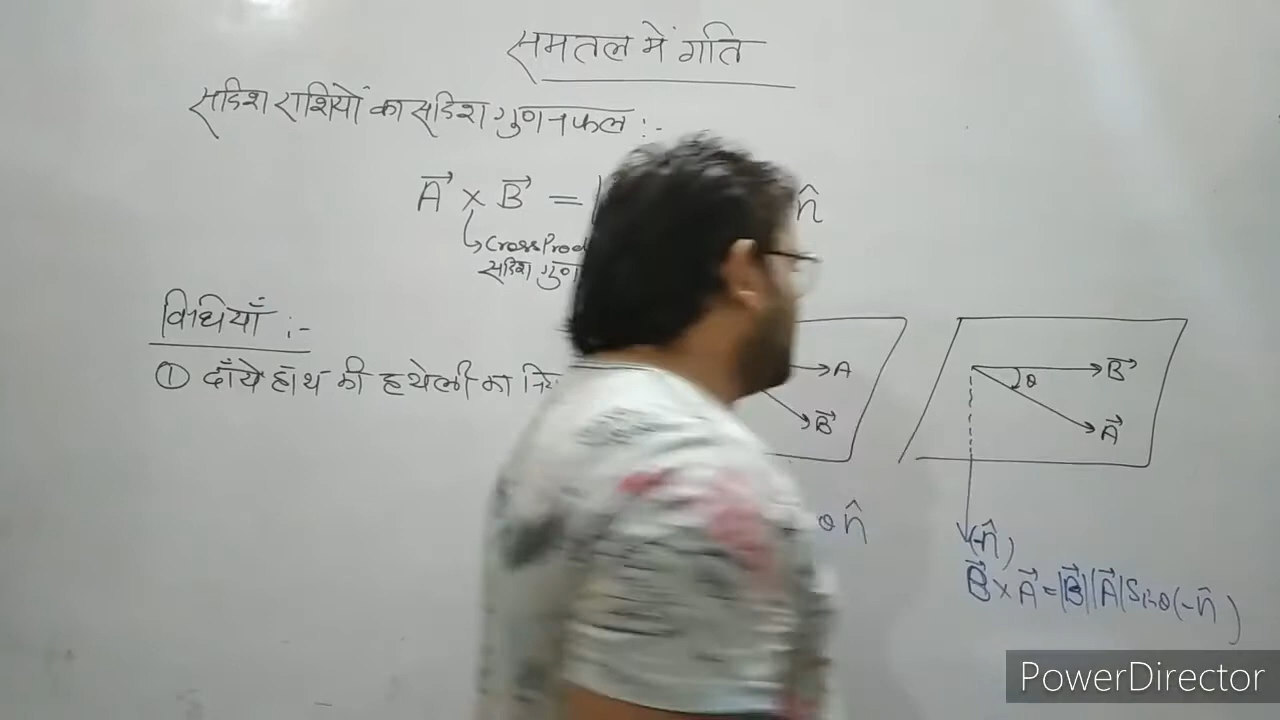 समतल में गति
सदिश राशियों का सदिश गुणनफल :-
A⃗ × B⃗ = | n̂
↳ Cross Prod
सदिश गुण
विधियाँ :-
① दाँये हाँथ की हथेली का
A
B⃗
θ n̂
B⃗
θ
A⃗
(-n̂)
B⃗ × A⃗ = |B⃗||A⃗| Sinθ (-n̂)
PowerDirector